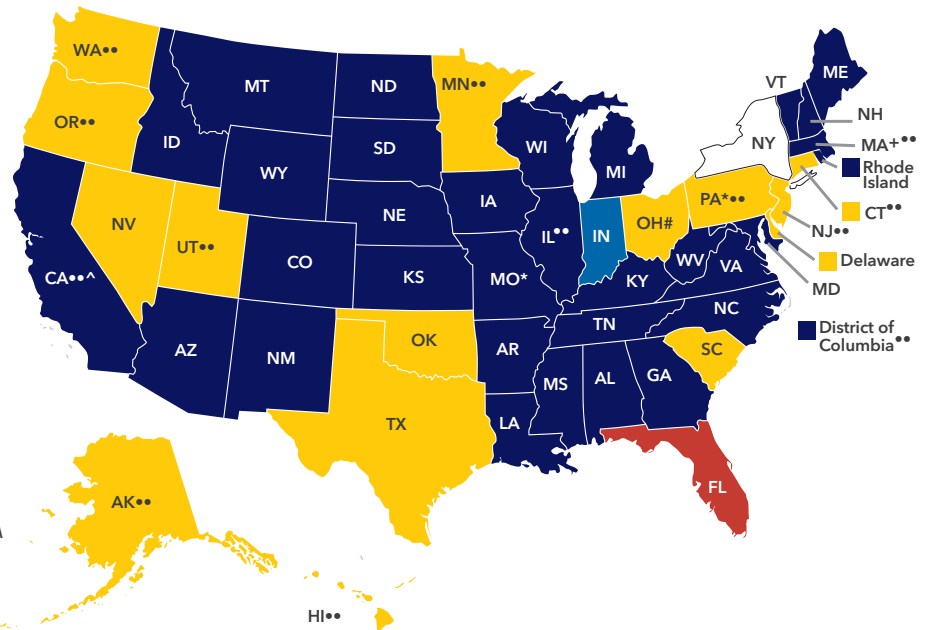 WA••
MT
ND
MN••
VT
ME
OR••
ID
SD
WI
NH
MI
NY
MA+••
WY
Rhode
Island
IA
PA*••
CT••
NE
NV
UT••
IL••
IN
OH#
NJ••
CO
KS
MO*
WV
VA
Delaware
CA••^
KY
MD
NC
District of
Columbia••
TN
AZ
NM
OK
AR
SC
MS
AL
GA
TX
LA
FL
AK••
HI••